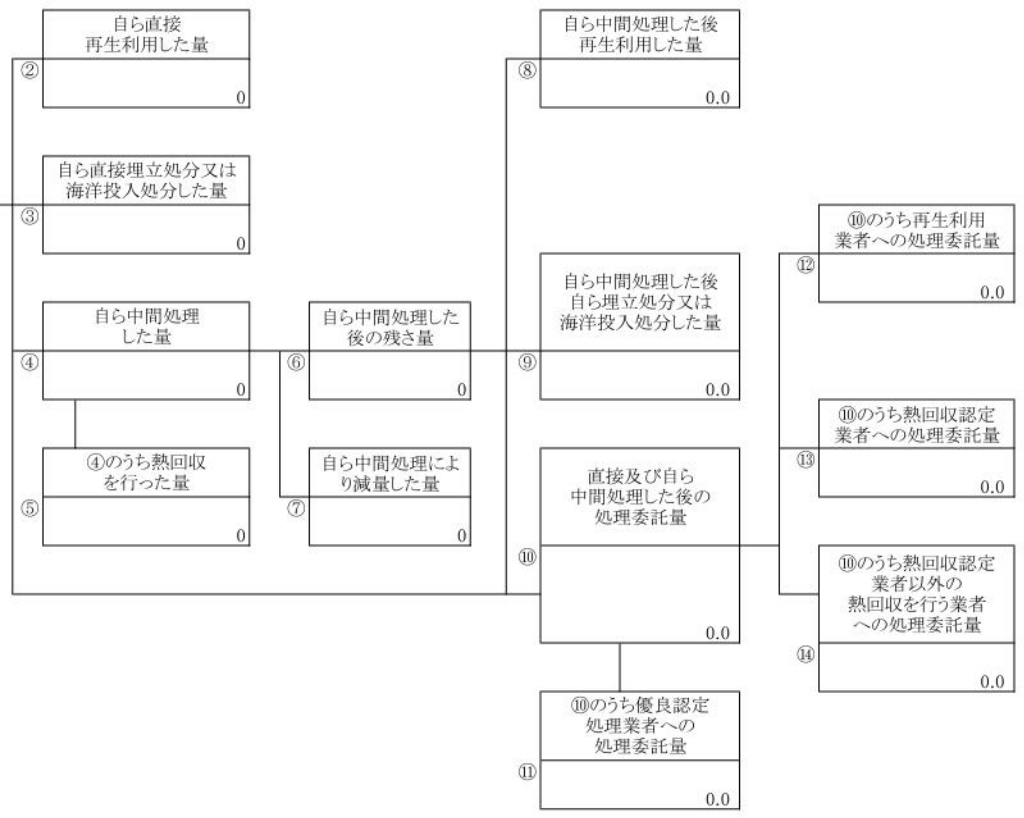 自ら直接
再生利用した量
②
0
自ら直接埋立処分又は
海洋投入処分した量
③
0
自ら中間処理
した量
④
0
④のうち熱回収
を行った量
⑤
0
自ら中間処理した
後の残さ量
⑥
0
自ら中間処理によ
り減量した量
⑦
0
自ら中間処理した後
再生利用した量
⑧
0.0
自ら中間処理した後
自ら埋立処分又は
海洋投入処分した量
⑨
0.0
直接及び自ら
中間処理した後の
処理委託量
⑩
0.0
⑩のうち優良認定
処理業者への
処理委託量
⑪
0.0
⑩のうち再生利用
業者への処理委託量
⑫
0.0
⑩のうち熱回収認定
業者への処理委託量
⑬
0.0
⑩のうち熱回収認定
業者以外の
熱回収を行う業者
への処理委託量
⑭
0.0